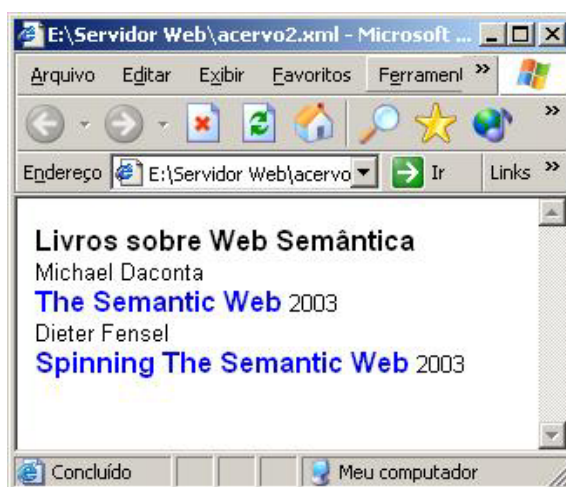 E:\Servidor Web\acervo2.xml - Microsoft ...
Arquivo Editar Exibir Favoritos Ferrament »
»
Endereço E:\Servidor Web\acervo Ir Links »
Livros sobre Web Semântica
Michael Daconta
The Semantic Web 2003
Dieter Fensel
Spinning The Semantic Web 2003
Concluído Meu computador